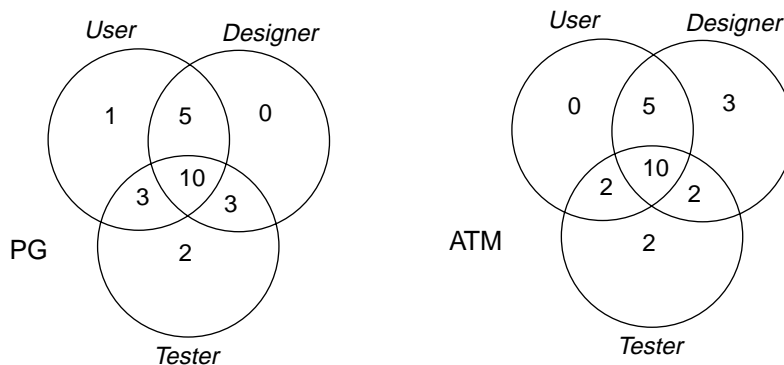 User Designer
1 5 0
10
3 3
PG
2
Tester
User Designer
0 5 3
10
2 2
ATM
2
Tester